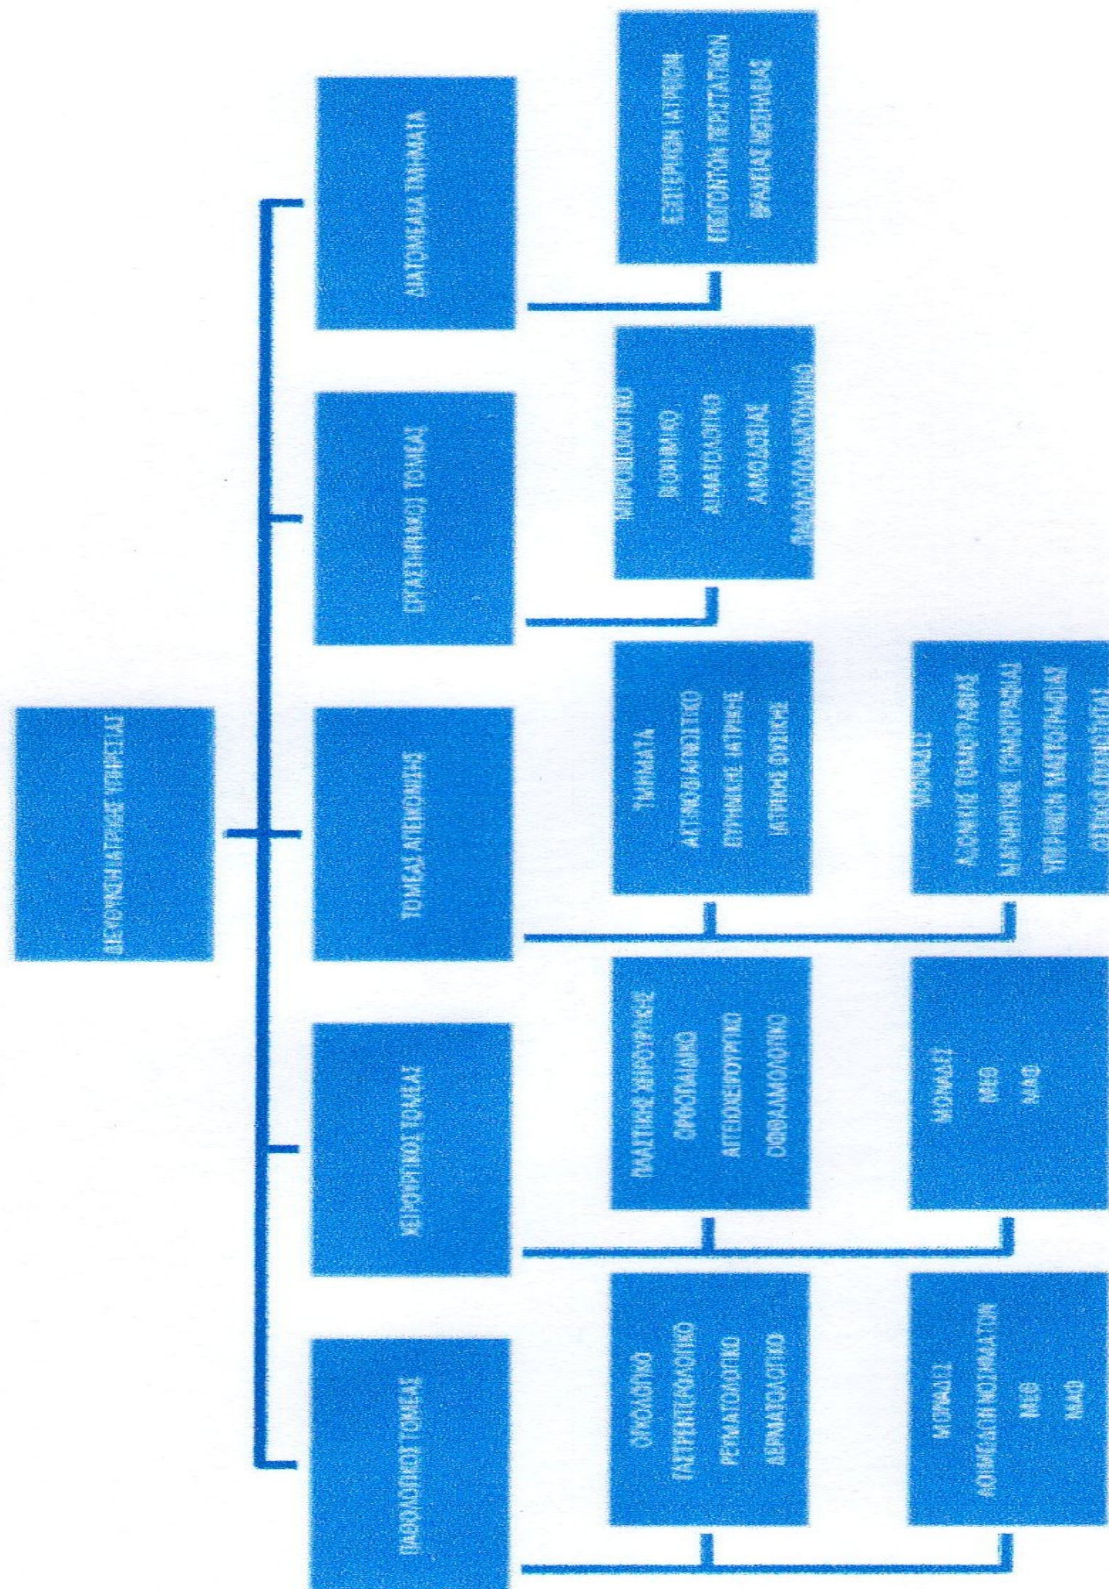 ΔΙΕΥΘΥΝΣΗ ΙΑΤΡΙΚΗΣ ΥΠΗΡΕΣΙΑΣ
ΠΑΘΟΛΟΓΙΚΟΣ ΤΟΜΕΑΣ
ΧΕΙΡΟΥΡΓΙΚΟΣ ΤΟΜΕΑΣ
ΤΟΜΕΑΣ ΑΠΕΙΚΟΝΙΣΗΣ
ΕΡΓΑΣΤΗΡΙΑΚΟΣ ΤΟΜΕΑΣ
ΔΙΑΤΟΜΕΑΚΑ ΤΜΗΜΑΤΑ
ΟΓΚΟΛΟΓΙΚΟ
ΓΑΣΤΡΕΝΤΕΡΟΛΟΓΙΚΟ
ΡΕΥΜΑΤΟΛΟΓΙΚΟ
ΔΕΡΜΑΤΟΛΟΓΙΚΟ
ΠΛΑΣΤΙΚΗΣ ΧΕΙΡΟΥΡΓΙΚΗΣ
ΟΡΘΟΠΑΙΔΙΚΟ
ΑΓΓΕΙΟΧΕΙΡΟΥΡΓΙΚΟ
ΟΦΘΑΛΜΟΛΟΓΙΚΟ
ΤΜΗΜΑΤΑ
ΑΚΤΙΝΟΔΙΑΓΝΩΣΤΙΚΟ
ΠΥΡΗΝΙΚΗΣ ΙΑΤΡΙΚΗΣ
ΙΑΤΡΙΚΗΣ ΦΥΣΙΚΗΣ
ΜΙΚΡΟΒΙΟΛΟΓΙΚΟ
ΒΙΟΧΗΜΙΚΟ
ΑΙΜΑΤΟΛΟΓΙΚΟ
ΑΙΜΟΔΟΣΙΑΣ
ΠΑΘΟΛΟΓΟΑΝΑΤΟΜΙΚΟ
ΕΞΩΤΕΡΙΚΩΝ ΙΑΤΡΕΙΩΝ
ΕΠΕΙΓΟΝΤΩΝ ΠΕΡΙΣΤΑΤΙΚΩΝ
ΒΡΑΧΕΙΑΣ ΝΟΣΗΛΕΙΑΣ
ΜΟΝΑΔΕΣ
ΛΟΙΜΩΔΩΝ ΝΟΣΗΜΑΤΩΝ
ΜΕΘ
ΜΑΦ
ΜΟΝΑΔΕΣ
ΜΕΘ
ΜΑΦ
ΜΟΝΑΔΕΣ
ΑΞΟΝΙΚΗΣ ΤΟΜΟΓΡΑΦΙΑΣ
ΜΑΓΝΗΤΙΚΗΣ ΤΟΜΟΓΡΑΦΙΑΣ
ΥΠΕΡΗΧΩΝ ΜΑΣΤΟΓΡΑΦΙΑΣ